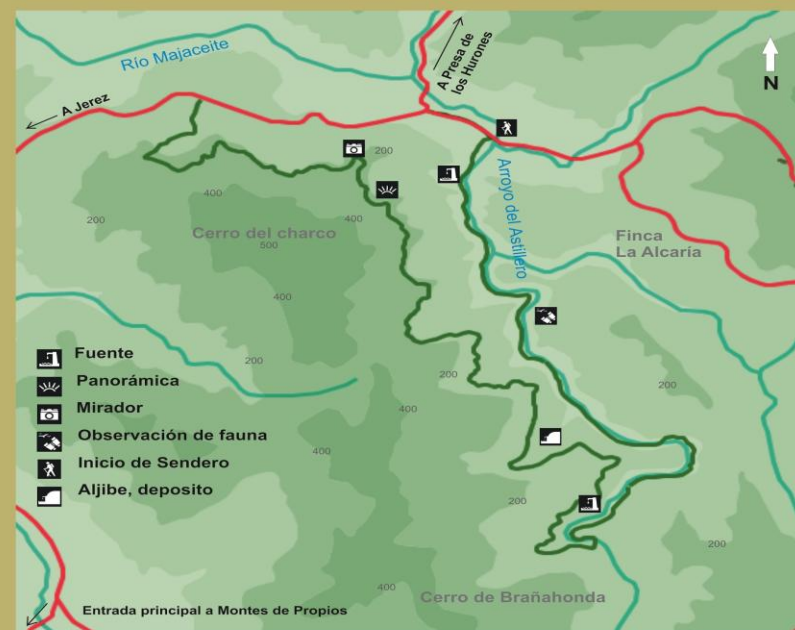 Río Majaceite
A Presa de
los Hurones
N
A Jerez
200
400
200
Arroyo del Astillero
400
200
Cerro del charco
Finca
La Alcaría
500
400
200
Fuente
Panorámica
Mirador
Observación de fauna
Inicio de Sendero
Aljibe, deposito
200
200
400
400
200
200
400
Entrada principal a Montes de Propios
Cerro de Brañahonda